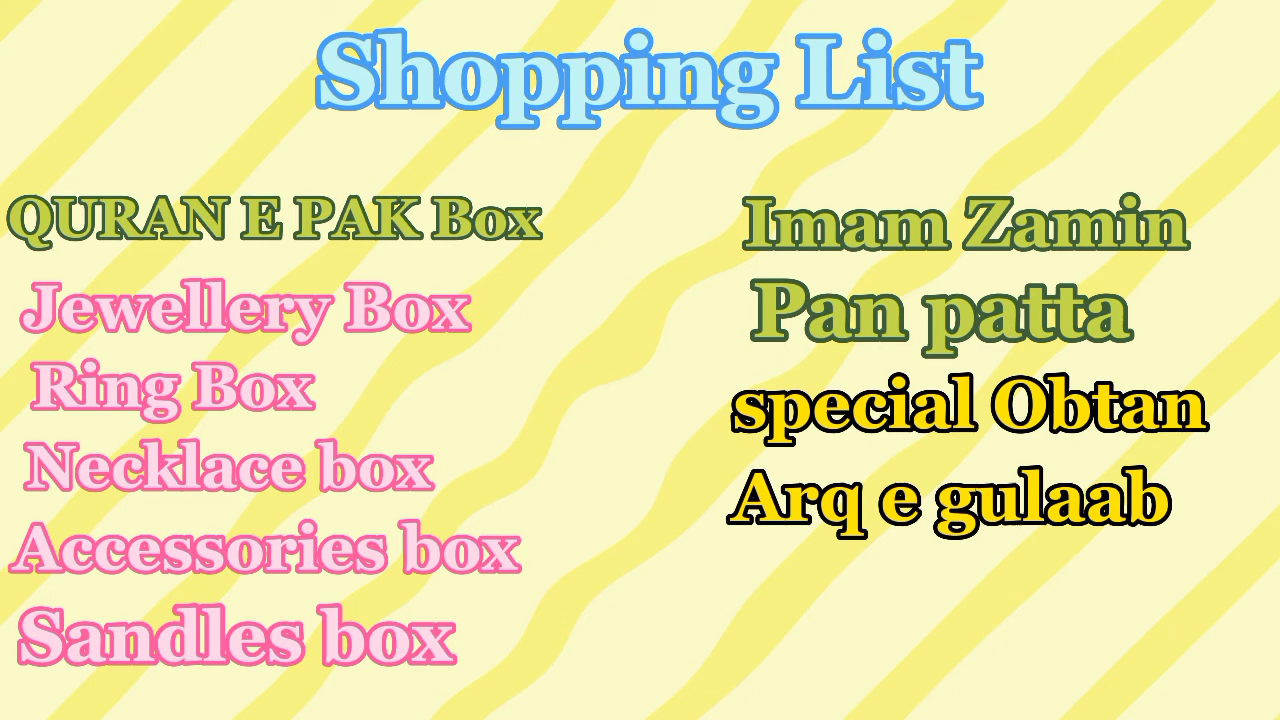 Shopping List
QURAN E PAK Box
Jewellery Box
Ring Box
Necklace box
Accessories box
Sandles box
Imam Zamin
Pan patta
special Obtan
Arq e gulaab